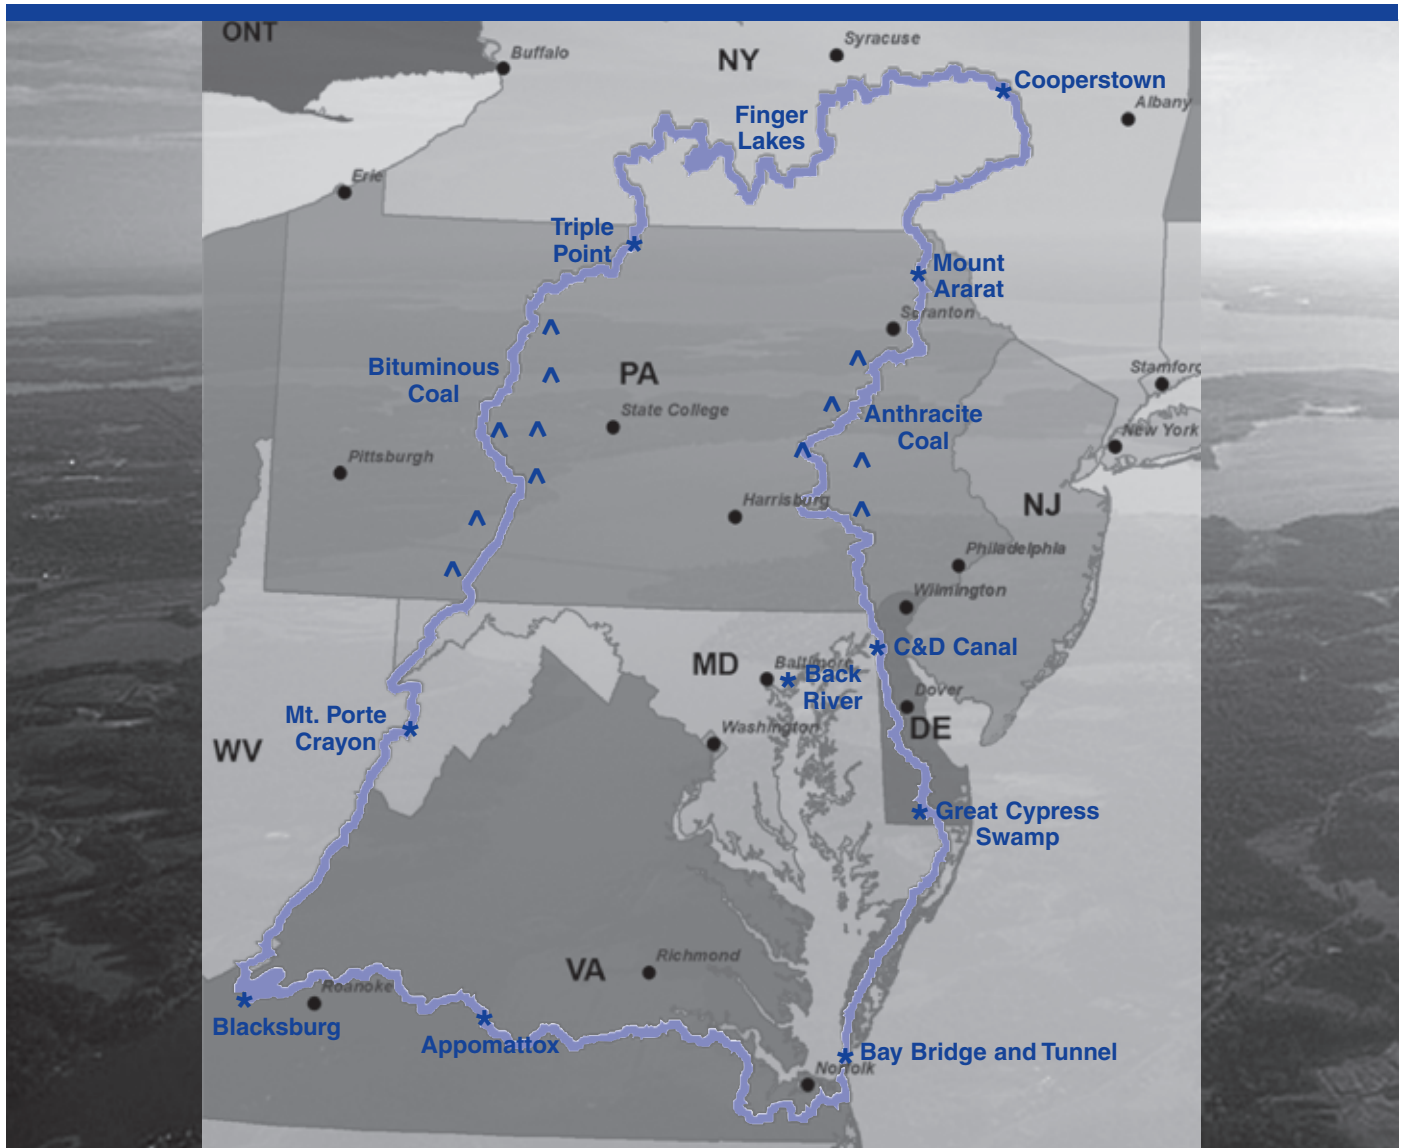 ONT
Buffalo
NY
Syracuse
Cooperstown
Albany
Finger
Lakes
Erie
Triple
Point
Mount
Ararat
Scranton
Bituminous
Coal
PA
State College
Stamford
Anthracite
Coal
New York
Pittsburgh
Harrisburg
NJ
Philadelphia
Wilmington
C&D Canal
MD
Baltimore
Back
River
Dover
DE
Mt. Porte
Crayon
Washington
WV
Great Cypress
Swamp
VA
Richmond
Roanoke
Blacksburg
Appomattox
Bay Bridge and Tunnel
Norfolk